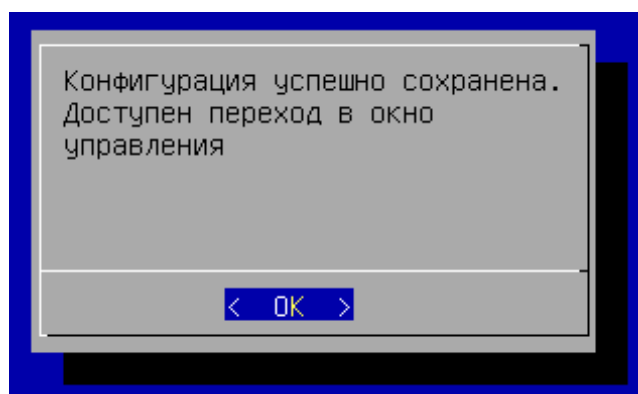 Конфигурация успешно сохранена.
Доступен переход в окно
управления
< OK >